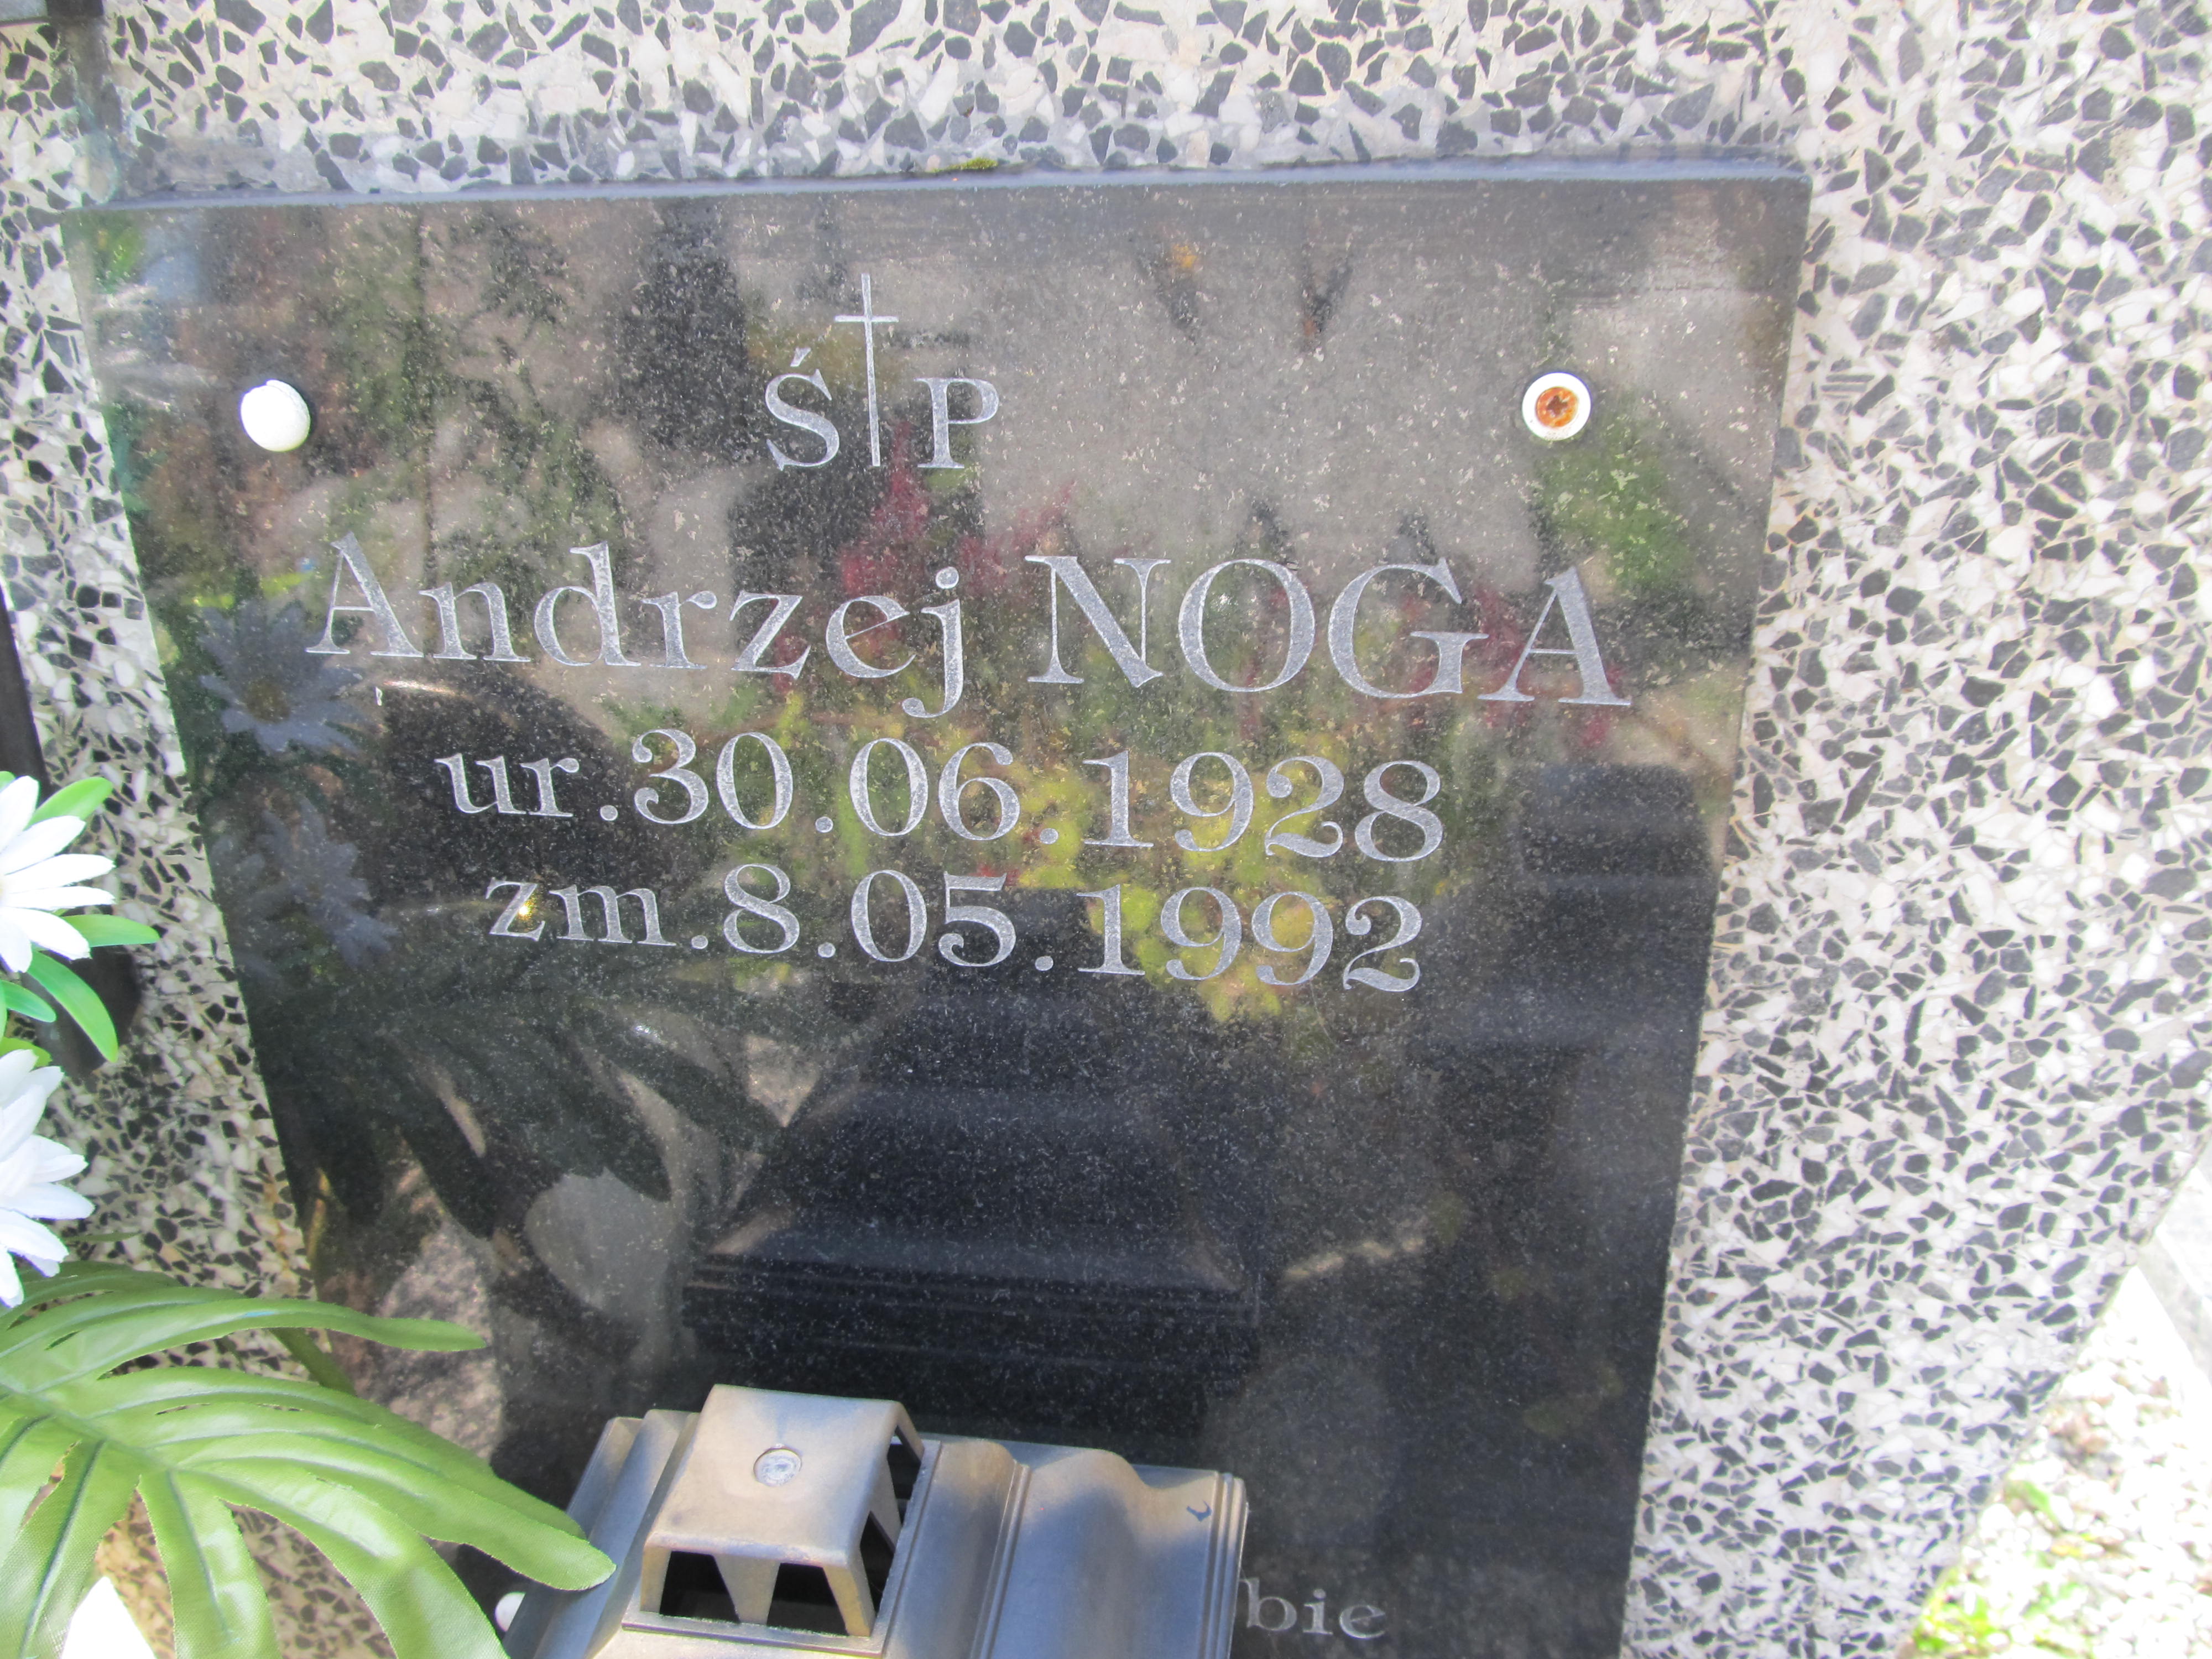 Ś P
Andrzej NOGA
ur.30.06.1928
zm.8.05.1992